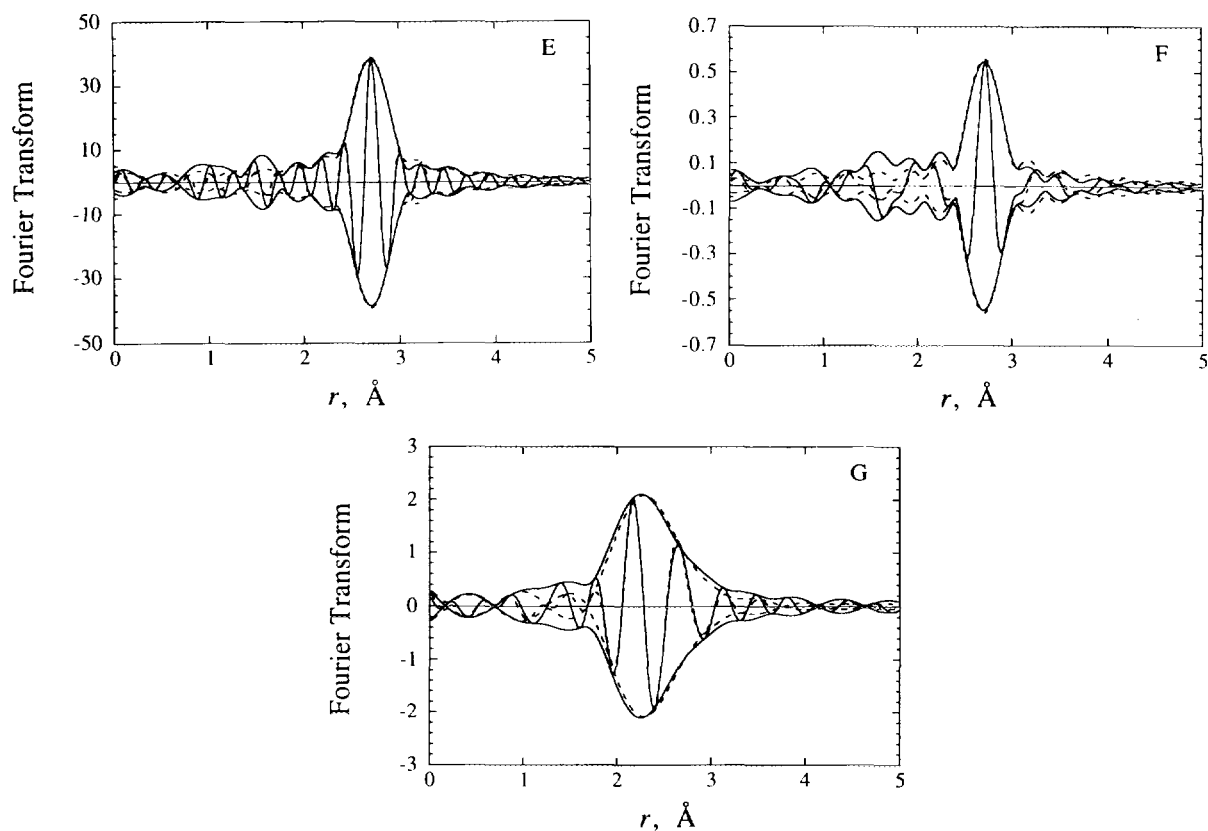 E
Fourier Transform
50
30
10
-10
-30
-50
0 1 2 3 4 5
r, Å
F
Fourier Transform
0.7
0.5
0.3
0.1
-0.1
-0.3
-0.5
-0.7
0 1 2 3 4 5
r, Å
G
Fourier Transform
3
2
1
0
-1
-2
-3
0 1 2 3 4 5
r, Å